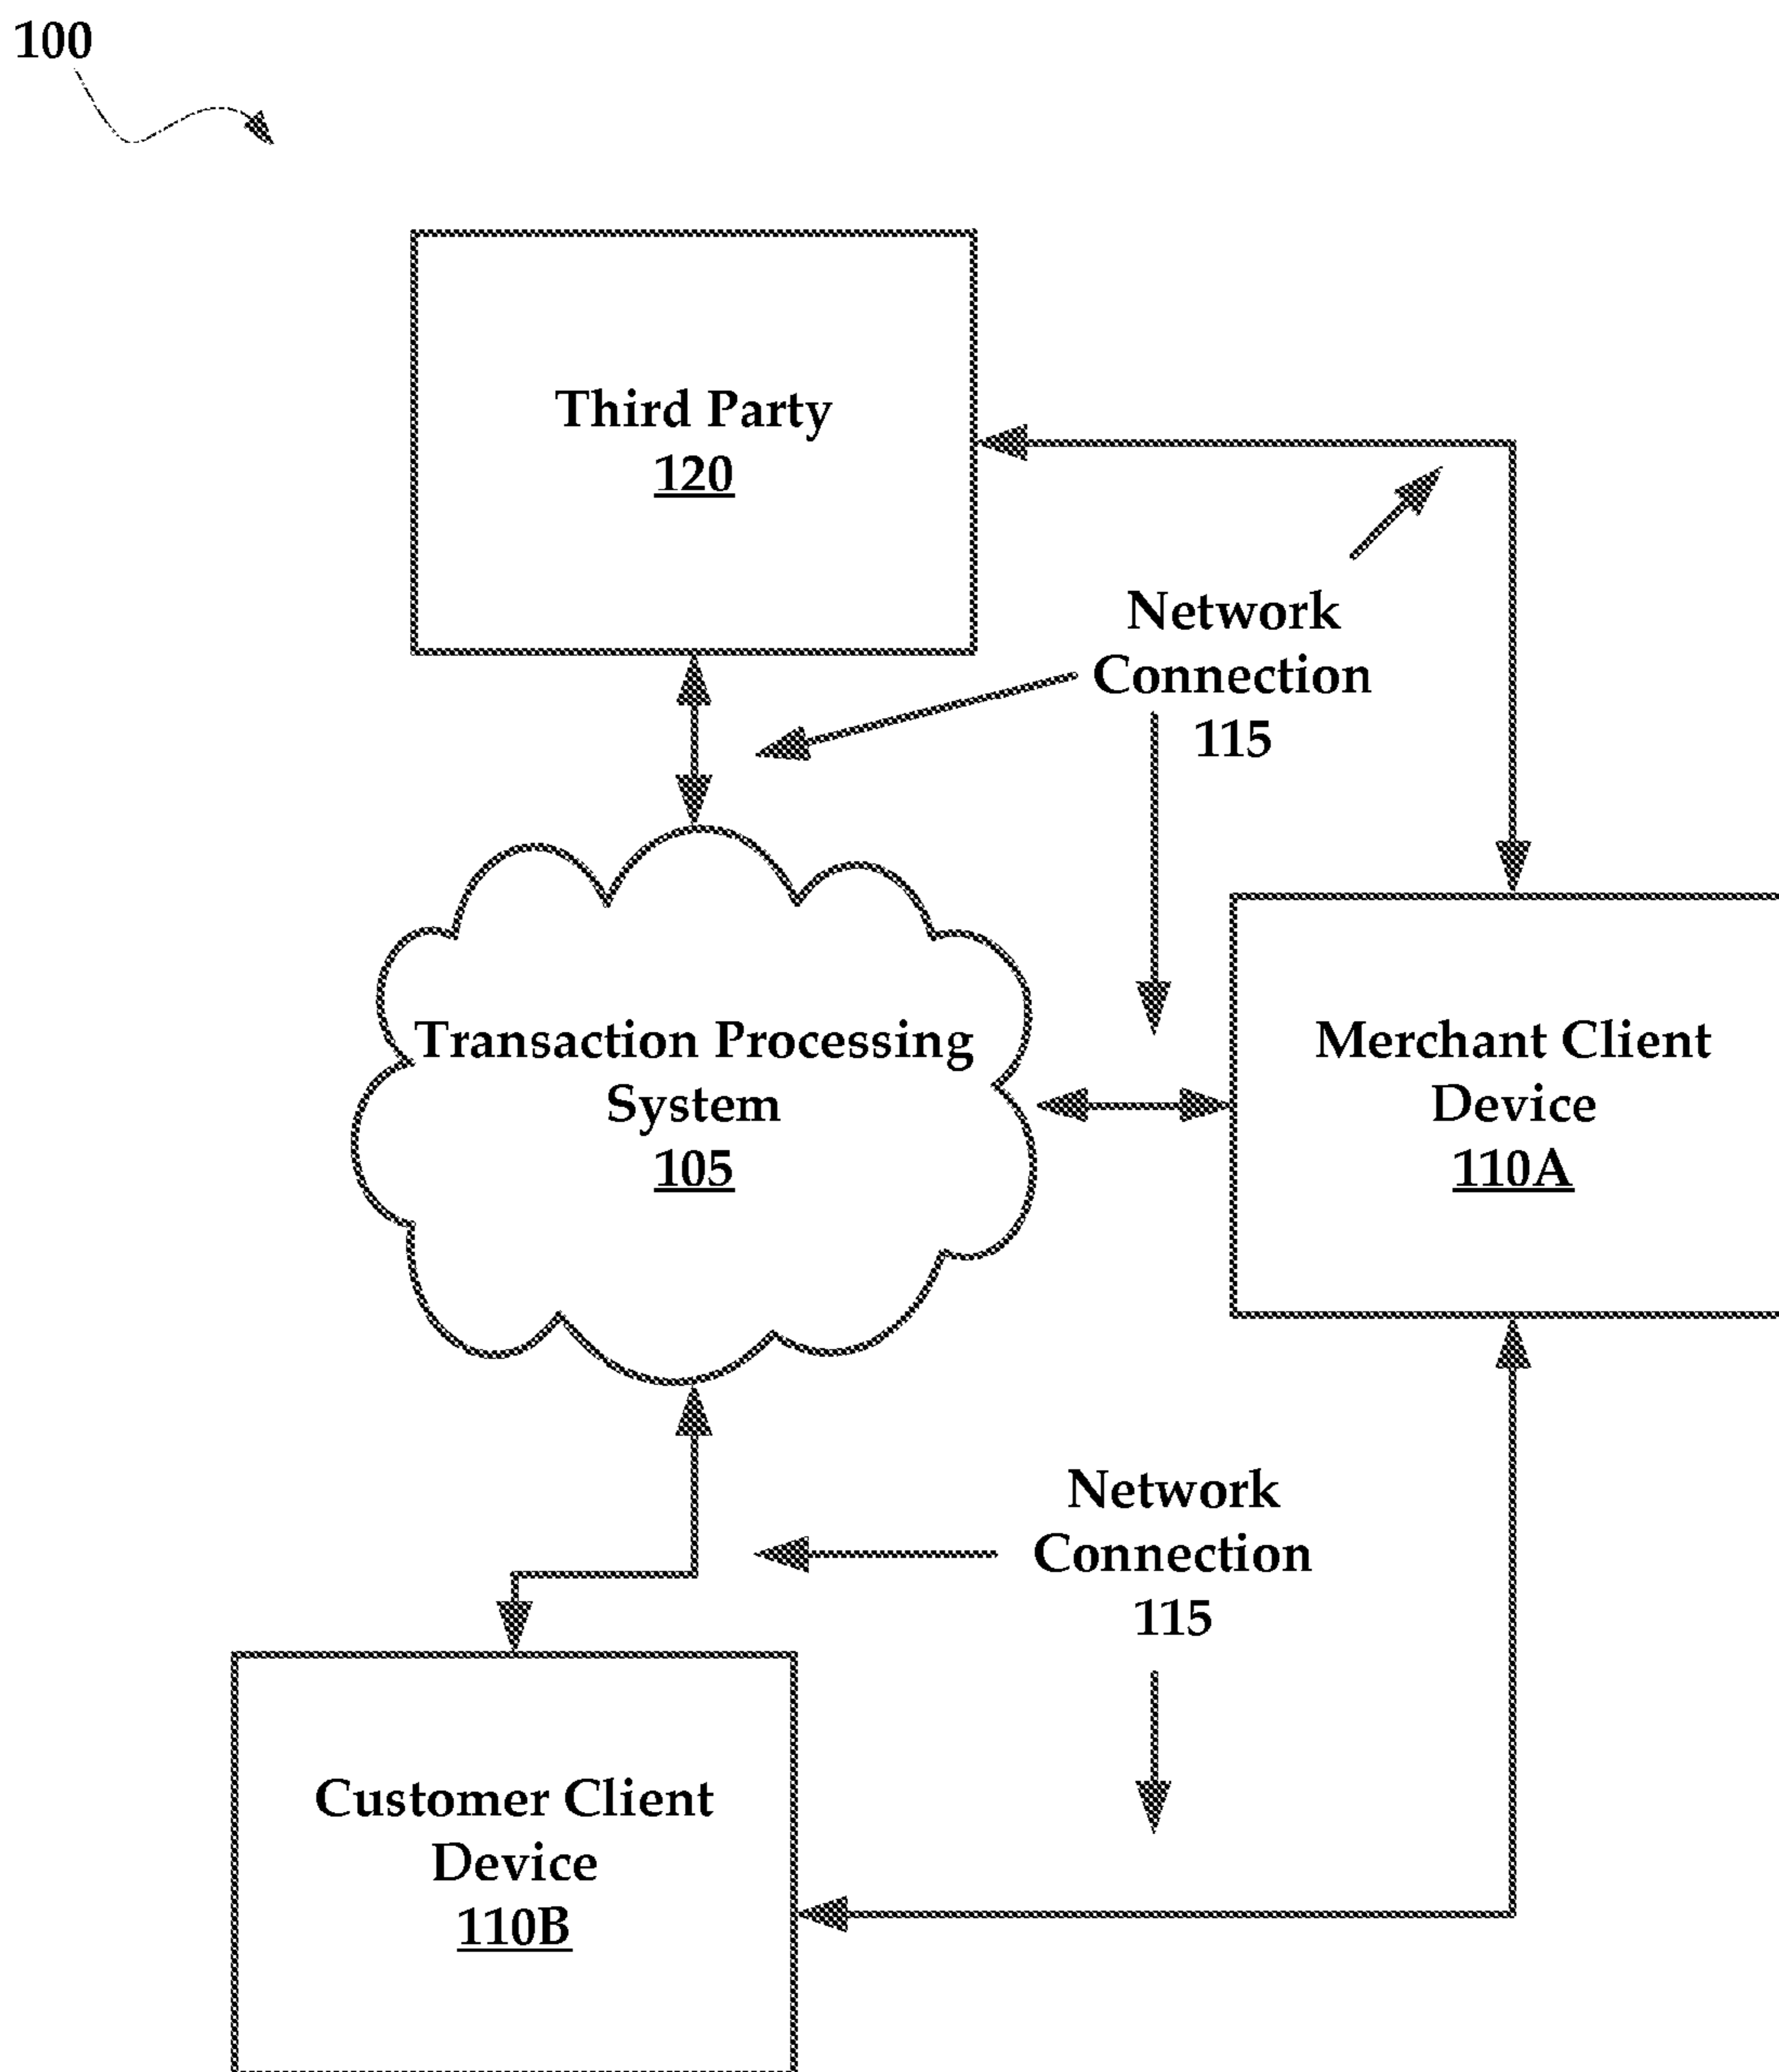 100
Third Party
120
Network
Connection
115
Transaction Processing
System
105
Merchant Client
Device
110A
Network
Connection
115
Customer Client
Device
110B